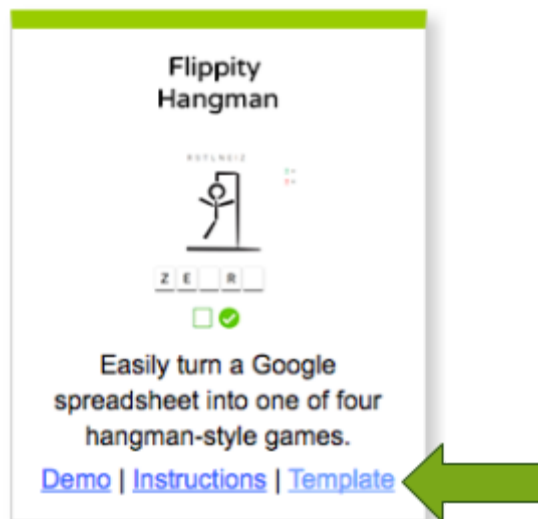 Flippity
Hangman
R S T L N E I Z
Z E _ R _
Easily turn a Google
spreadsheet into one of four
hangman-style games.
Demo | Instructions | Template